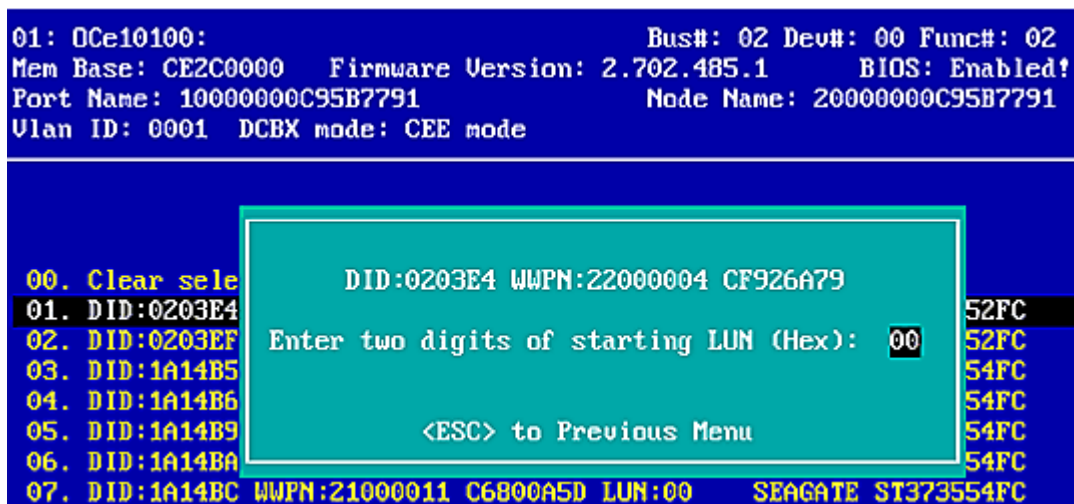 01: OCe10100: Bus#: 02 Dev#: 00 Func#: 02
Mem Base: CE2C0000 Firmware Version: 2.702.485.1 BIOS: Enabled!
Port Name: 10000000C95B7791 Node Name: 20000000C95B7791
Vlan ID: 0001 DCBX mode: CEE mode
DID:0203E4 WWPN:22000004 CF926A79
Enter two digits of starting LUN (Hex): 00
<ESC> to Previous Menu
00. Clear sele
01. DID:0203E4 52FC
02. DID:0203EF 52FC
03. DID:1A14B5 54FC
04. DID:1A14B6 54FC
05. DID:1A14B9 54FC
06. DID:1A14BA 54FC
07. DID:1A14BC WWPN:21000011 C6800A5D LUN:00 SEAGATE ST373554FC